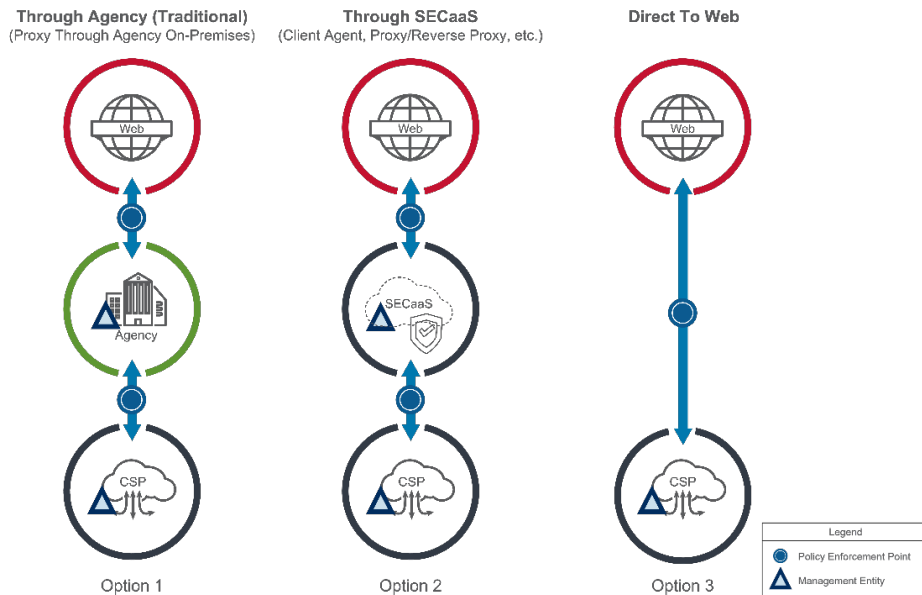 Through Agency (Traditional)
(Proxy Through Agency On-Premises)
Through SECaaS
(Client Agent, Proxy/Reverse Proxy, etc.)
Direct To Web
Web
Web
Web
Agency
SECaaS
CSP
CSP
CSP
Option 1
Option 2
Option 3
Legend
Policy Enforcement Point
Management Entity